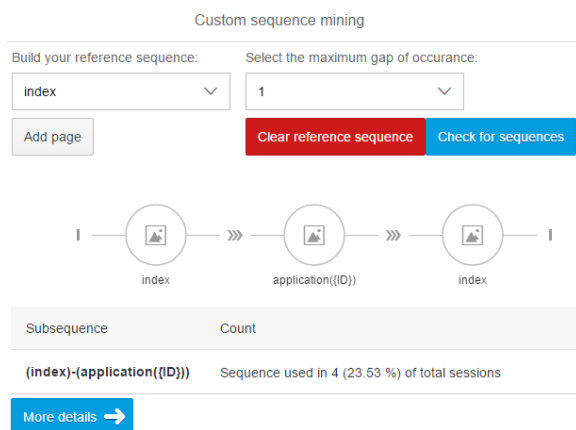 Custom sequence mining
Build your reference sequence: Select the maximum gap of occurance:
index 1
Add page Clear reference sequence Check for sequences
index application({ID}) index
Subsequence Count
(index)-(application({ID})) Sequence used in 4 (23.53 %) of total sessions
More details